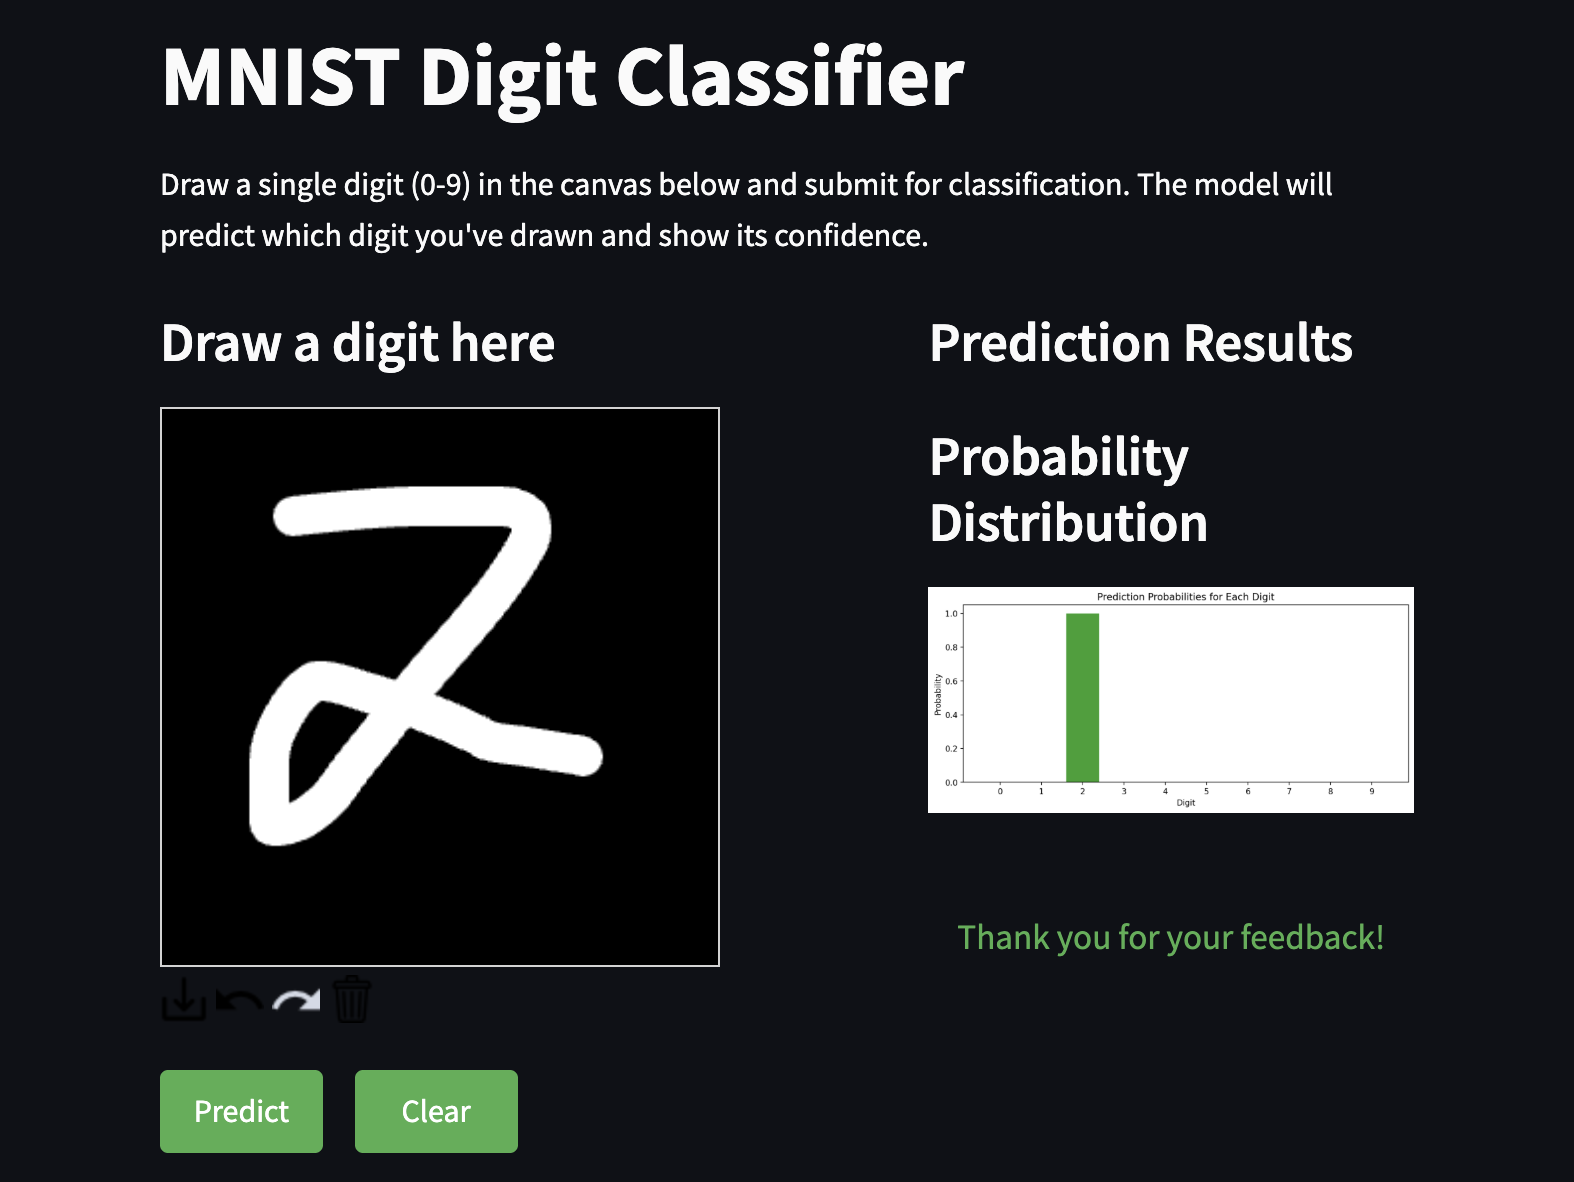 MNIST Digit Classifier
Draw a single digit (0-9) in the canvas below and submit for classification. The model will
predict which digit you've drawn and show its confidence.
Draw a digit here
2
Predict
Clear
Prediction Results
Probability
Distribution
Prediction Probabilities for Each Digit
Probability
1.0
0.8
0.6
0.4
0.2
0.0
0 1 2 3 4 5 6 7 8 9
Digit
Thank you for your feedback!